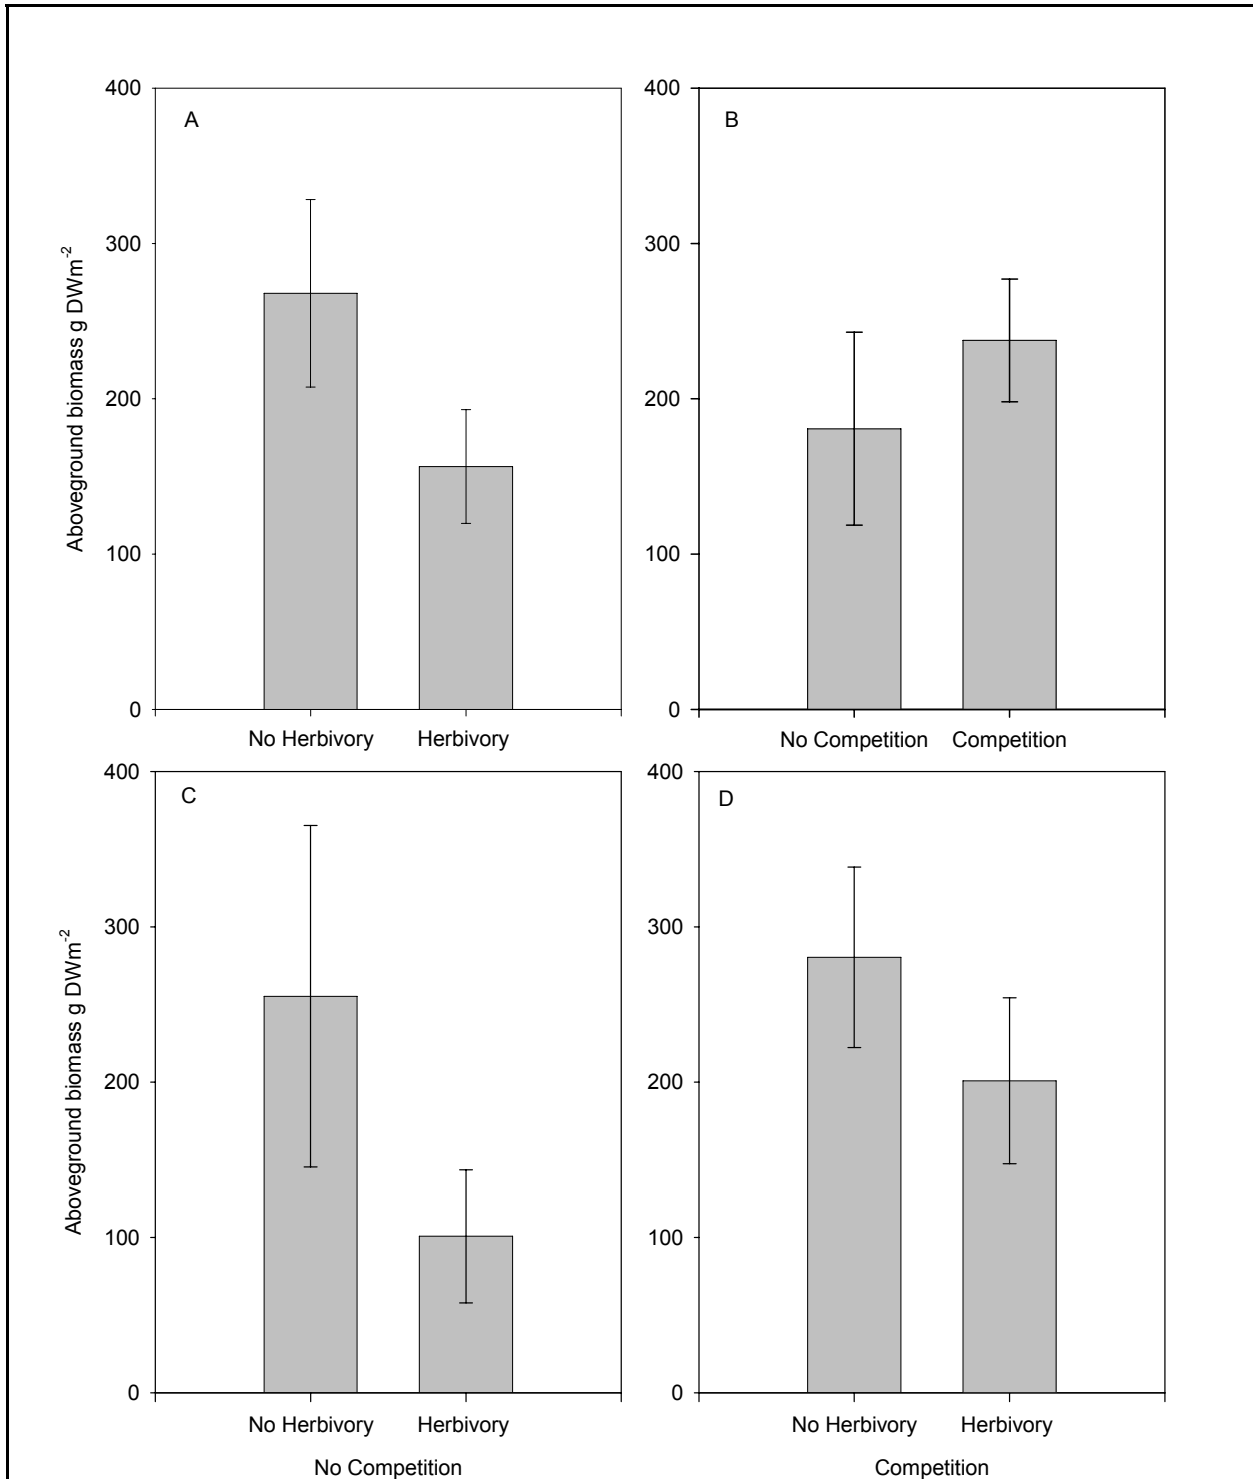 A
B
400
300
200
100
0
400
300
200
100
0
Aboveground biomass g DWm⁻²
No Herbivory Herbivory
No Competition Competition
C
D
400
300
200
100
0
400
300
200
100
0
Aboveground biomass g DWm⁻²
No Herbivory Herbivory
No Herbivory Herbivory
No Competition
Competition